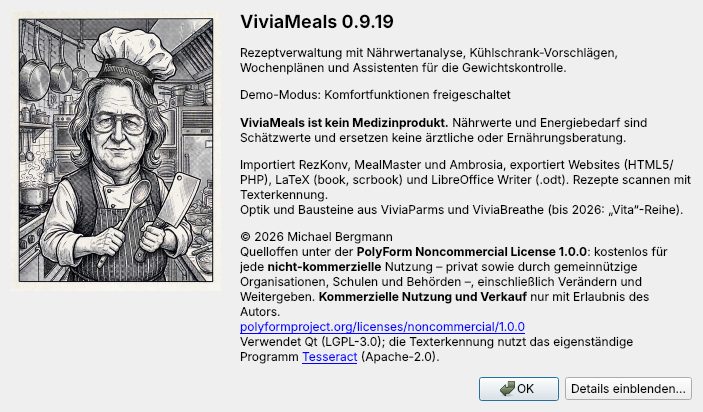 ViviaMeals 0.9.19
Rezeptverwaltung mit Nährwertanalyse, Kühlschrank-Vorschlägen,
Wochenplänen und Assistenten für die Gewichtskontrolle.
Demo-Modus: Komfortfunktionen freigeschaltet
ViviaMeals ist kein Medizinprodukt. Nährwerte und Energiebedarf sind
Schätzwerte und ersetzen keine ärztliche oder Ernährungsberatung.
Importiert RezKonv, MealMaster und Ambrosia, exportiert Websites (HTML5/
PHP), LaTeX (book, scrbook) und LibreOffice Writer (.odt). Rezepte scannen mit
Texterkennung.
Optik und Bausteine aus ViviaParms und ViviaBreathe (bis 2026: „Vita“-Reihe).
© 2026 Michael Bergmann
Quelloffen unter der PolyForm Noncommercial License 1.0.0: kostenlos für
jede nicht-kommerzielle Nutzung – privat sowie durch gemeinnützige
Organisationen, Schulen und Behörden –, einschließlich Verändern und
Weitergeben. Kommerzielle Nutzung und Verkauf nur mit Erlaubnis des
Autors.
polyformproject.org/licenses/noncommercial/1.0.0
Verwendet Qt (LGPL-3.0); die Texterkennung nutzt das eigenständige
Programm Tesseract (Apache-2.0).
OK
Details einblenden...